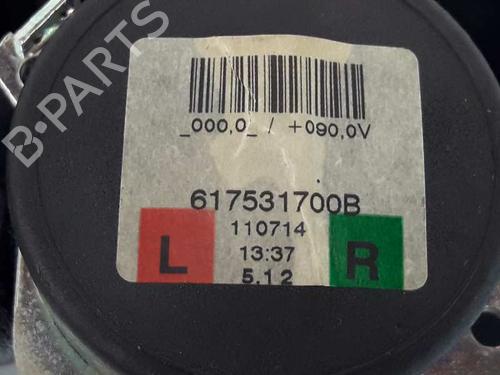 B-PARTS
_000,0_ / +090,0V
617531700B
110714
13:37
5.12
L
R